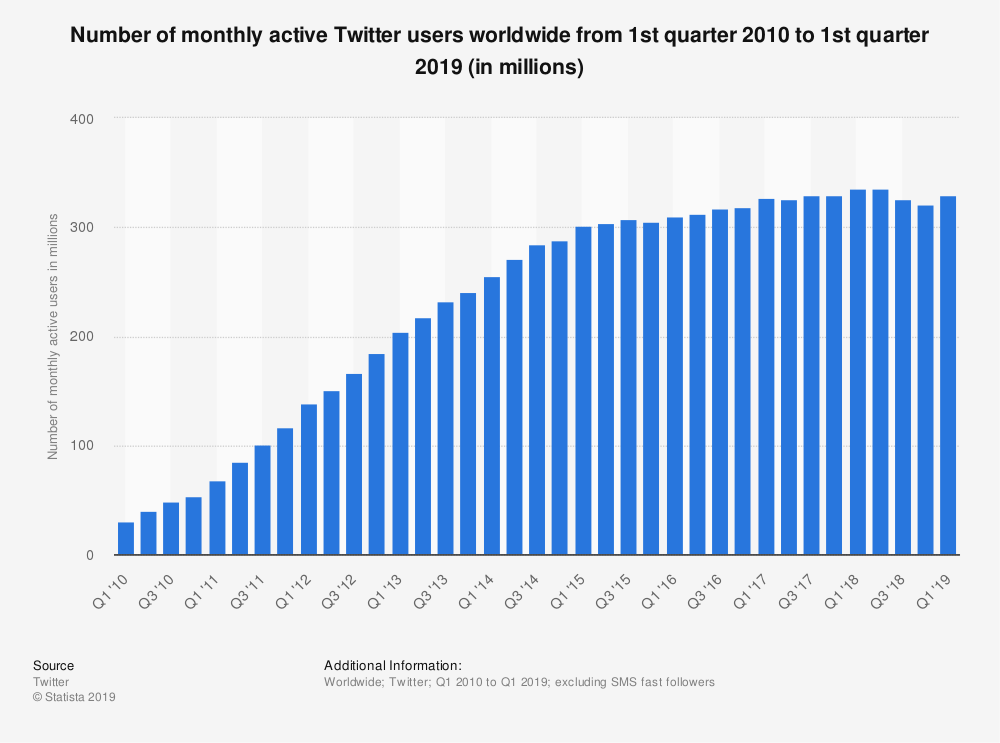 Number of monthly active Twitter users worldwide from 1st quarter 2010 to 1st quarter
2019 (in millions)
Number of monthly active users in millions
400
300
200
100
0
Q1 '10
Q3 '10
Q1 '11
Q3 '11
Q1 '12
Q3 '12
Q1 '13
Q3 '13
Q1 '14
Q3 '14
Q1 '15
Q3 '15
Q1 '16
Q3 '16
Q1 '17
Q3 '17
Q1 '18
Q3 '18
Q1 '19
Source
Twitter
© Statista 2019
Additional Information:
Worldwide; Twitter; Q1 2010 to Q1 2019; excluding SMS fast followers